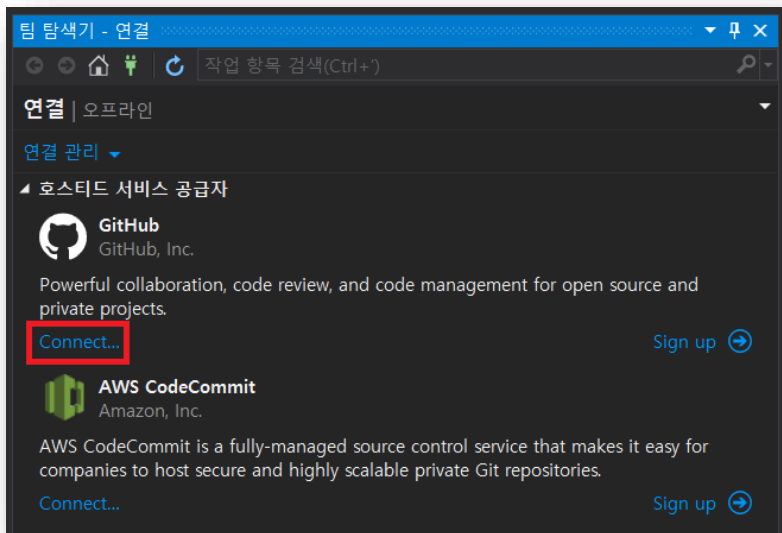 팀 탐색기 - 연결
작업 항목 검색(Ctrl+')
연결 | 오프라인
연결 관리
호스티드 서비스 공급자
GitHub
GitHub, Inc.
Powerful collaboration, code review, and code management for open source and
private projects.
Connect... Sign up
AWS CodeCommit
Amazon, Inc.
AWS CodeCommit is a fully-managed source control service that makes it easy for
companies to host secure and highly scalable private Git repositories.
Connect... Sign up